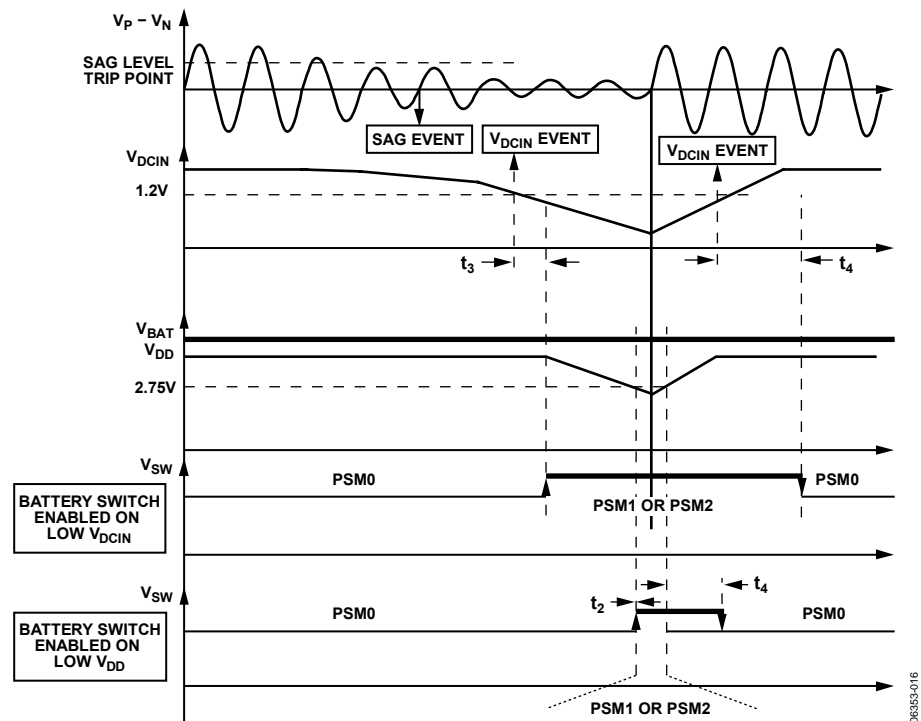 VP − VN
SAG LEVEL
TRIP POINT
SAG EVENT
VDCIN EVENT
VDCIN EVENT
VDCIN
1.2V
t3
t4
VBAT
VDD
2.75V
VSW
PSM0
PSM0
BATTERY SWITCH
ENABLED ON
LOW VDCIN
PSM1 OR PSM2
VSW
t2
t4
PSM0
PSM0
BATTERY SWITCH
ENABLED ON
LOW VDD
PSM1 OR PSM2
06353-016